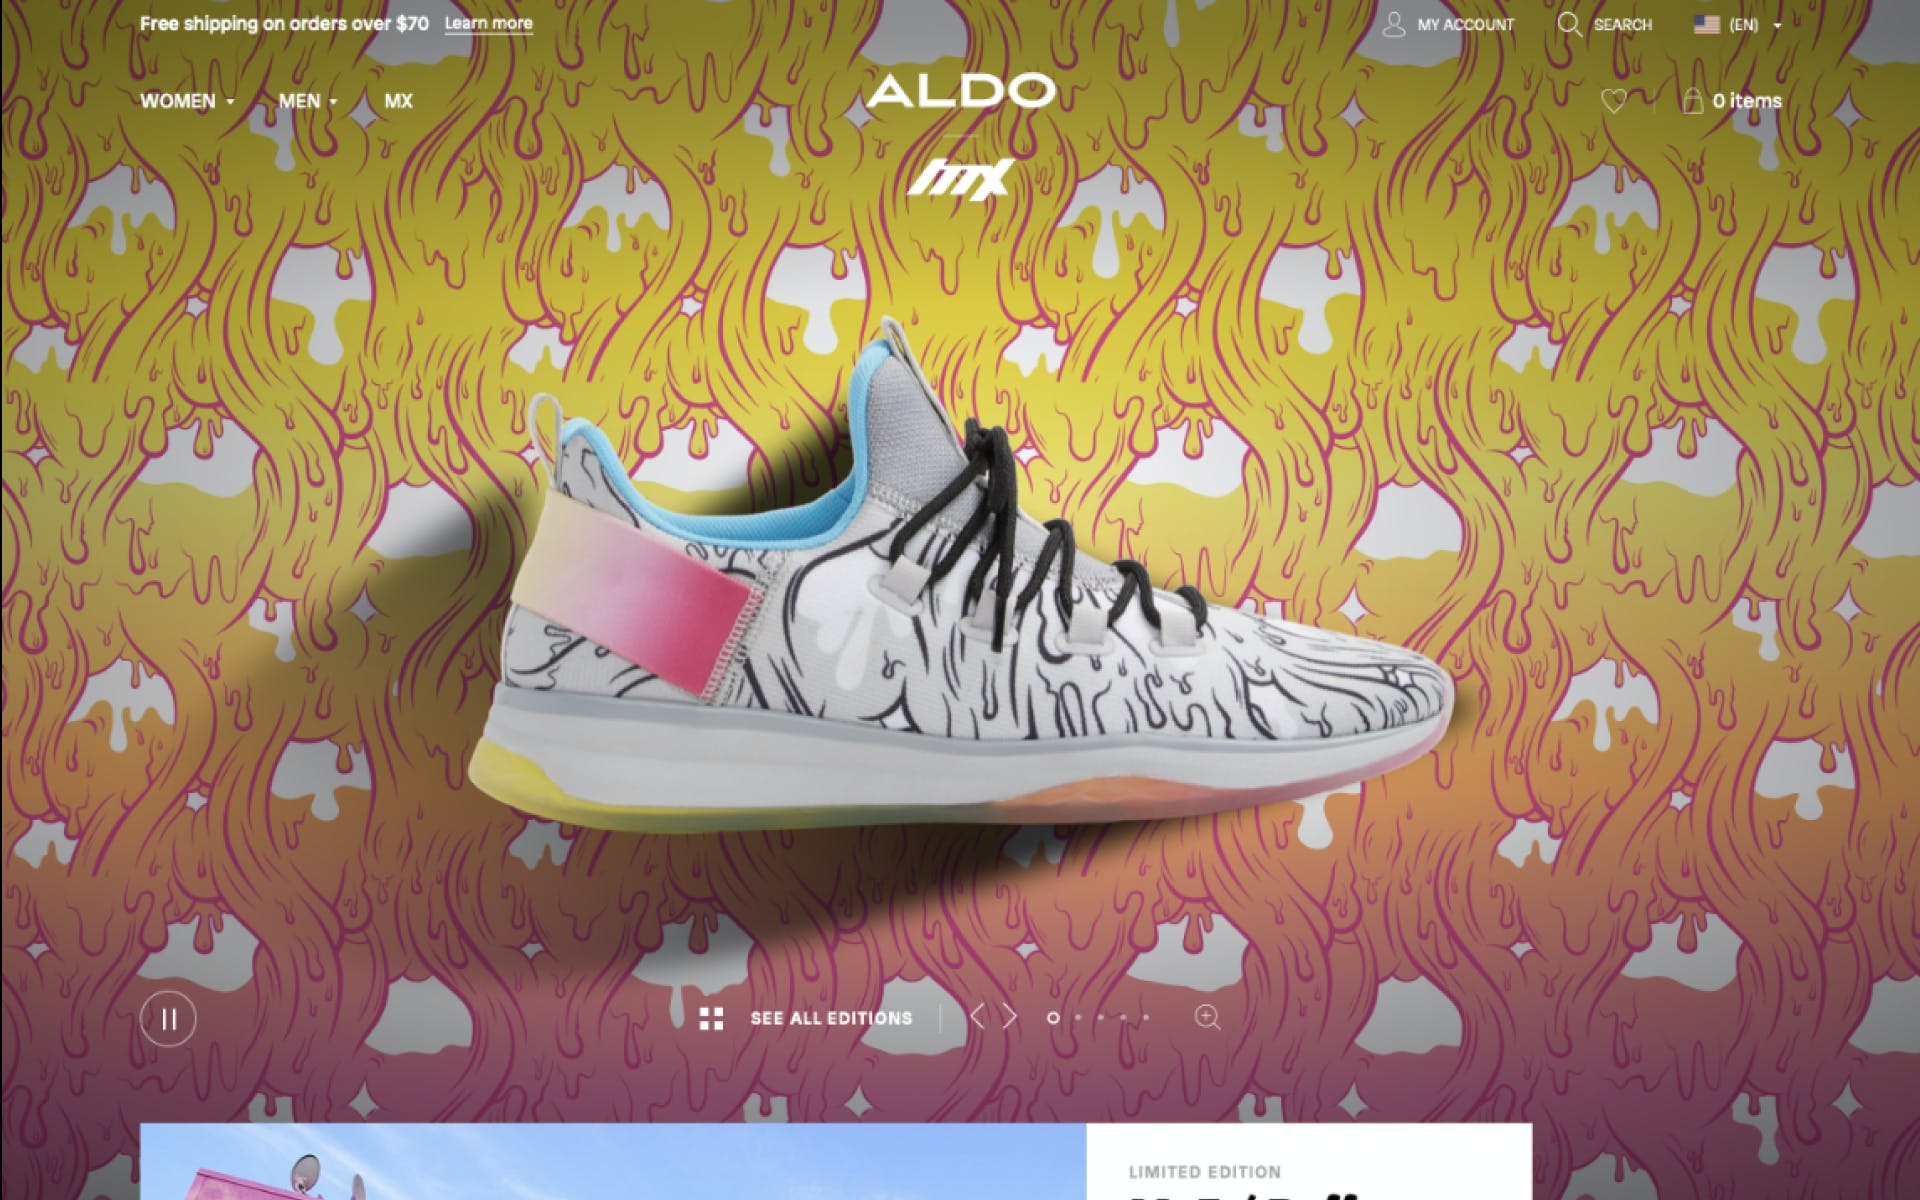 Free shipping on orders over $70 Learn more
MY ACCOUNT SEARCH (EN)
WOMEN MEN MX
ALDO
mx
0 items
SEE ALL EDITIONS
LIMITED EDITION